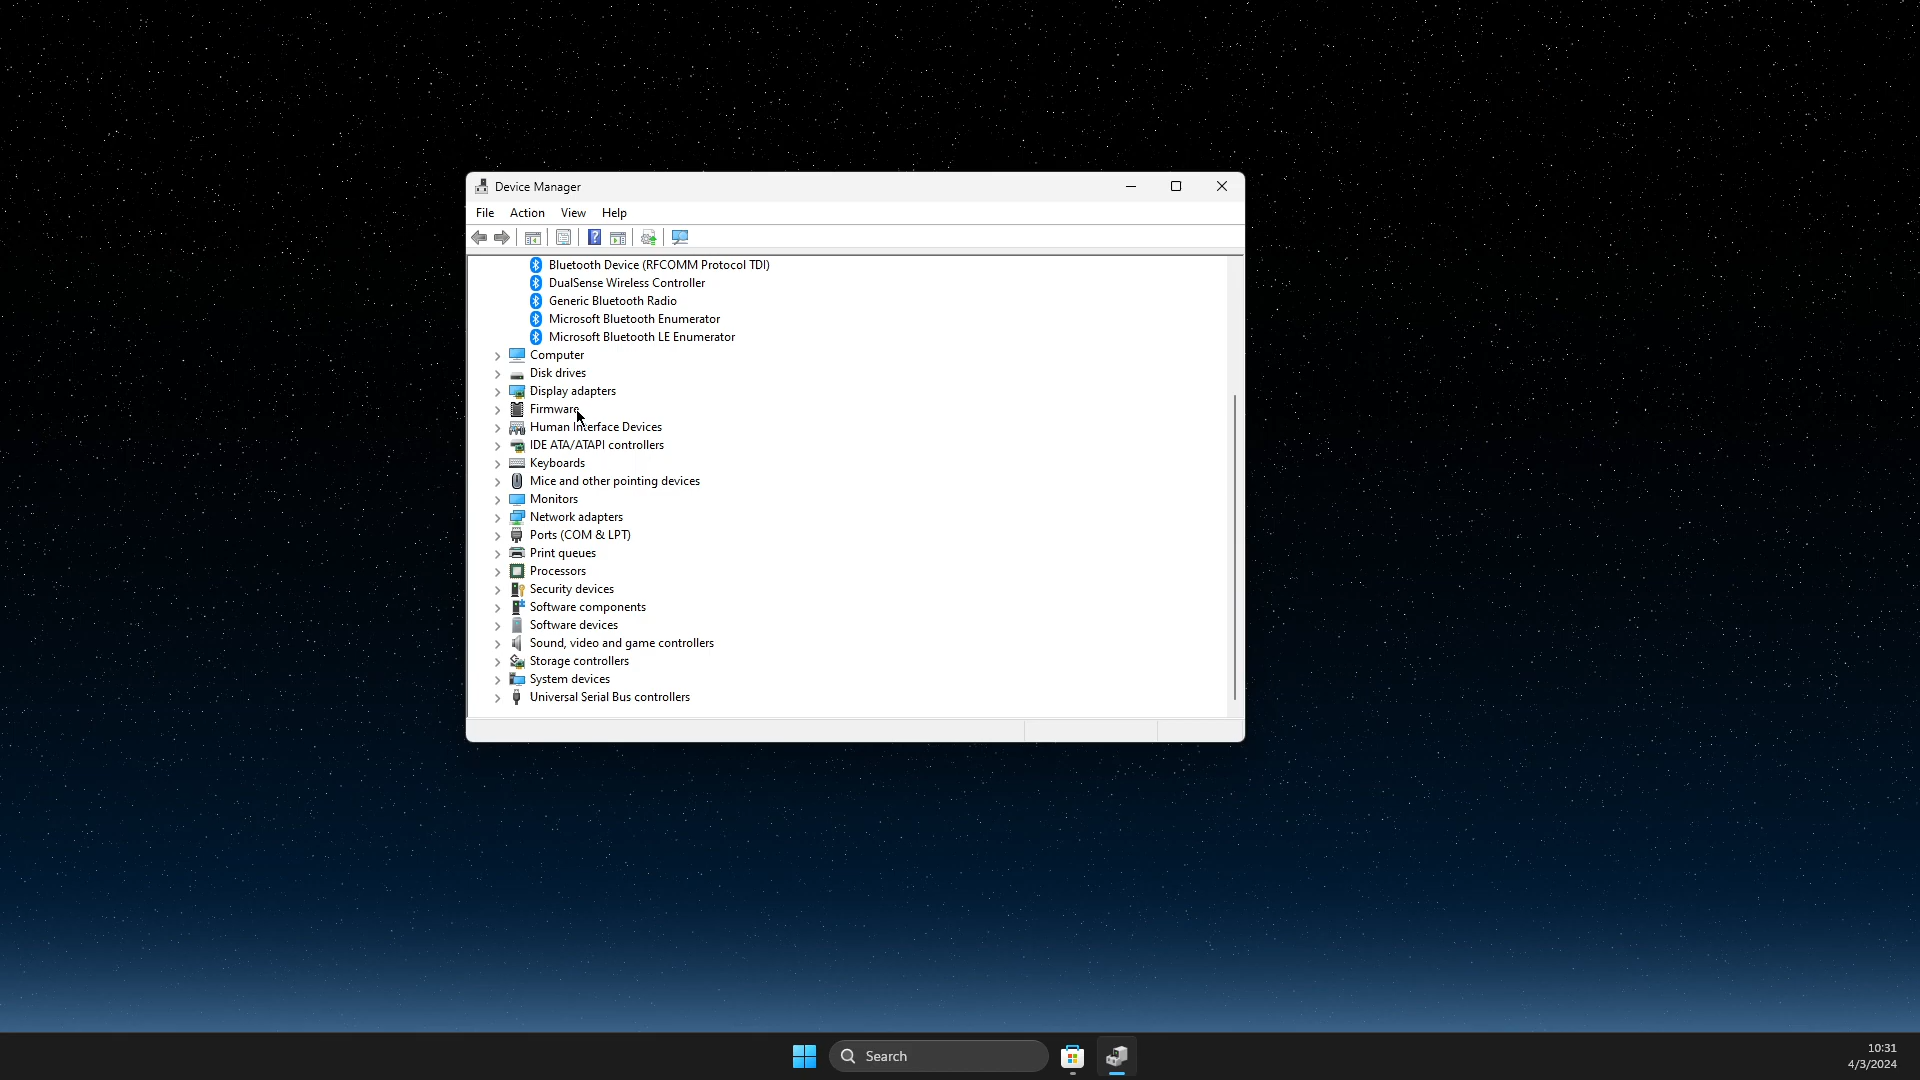 Device Manager
File Action View Help
Bluetooth Device (RFCOMM Protocol TDI)
DualSense Wireless Controller
Generic Bluetooth Radio
Microsoft Bluetooth Enumerator
Microsoft Bluetooth LE Enumerator
Computer
Disk drives
Display adapters
Firmware
Human Interface Devices
IDE ATA/ATAPI controllers
Keyboards
Mice and other pointing devices
Monitors
Network adapters
Ports (COM & LPT)
Print queues
Processors
Security devices
Software components
Software devices
Sound, video and game controllers
Storage controllers
System devices
Universal Serial Bus controllers
Search
10:31
4/3/2024